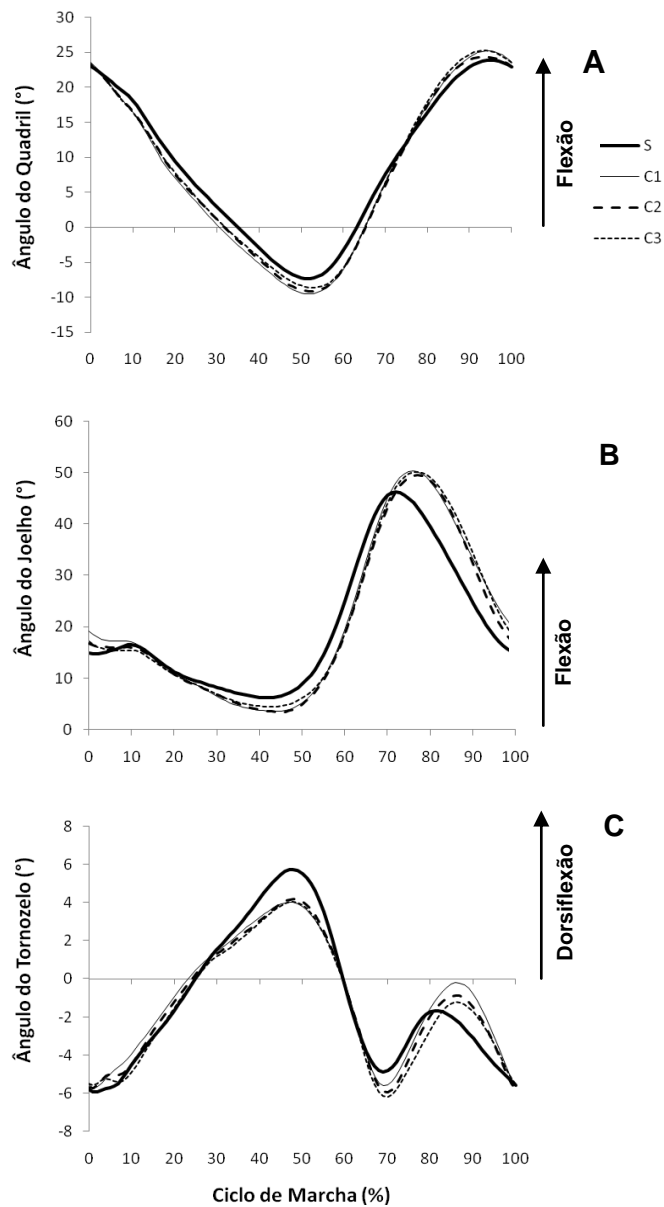 A
Ângulo do Quadril (°)
30
25
20
15
10
5
0
-5
-10
-15
0 10 20 30 40 50 60 70 80 90 100
Flexão
S
C1
C2
C3
B
Ângulo do Joelho (°)
60
50
40
30
20
10
0
0 10 20 30 40 50 60 70 80 90 100
Flexão
C
Ângulo do Tornozelo (°)
8
6
4
2
0
-2
-4
-6
-8
0 10 20 30 40 50 60 70 80 90 100
Dorsiflexão
Ciclo de Marcha (%)